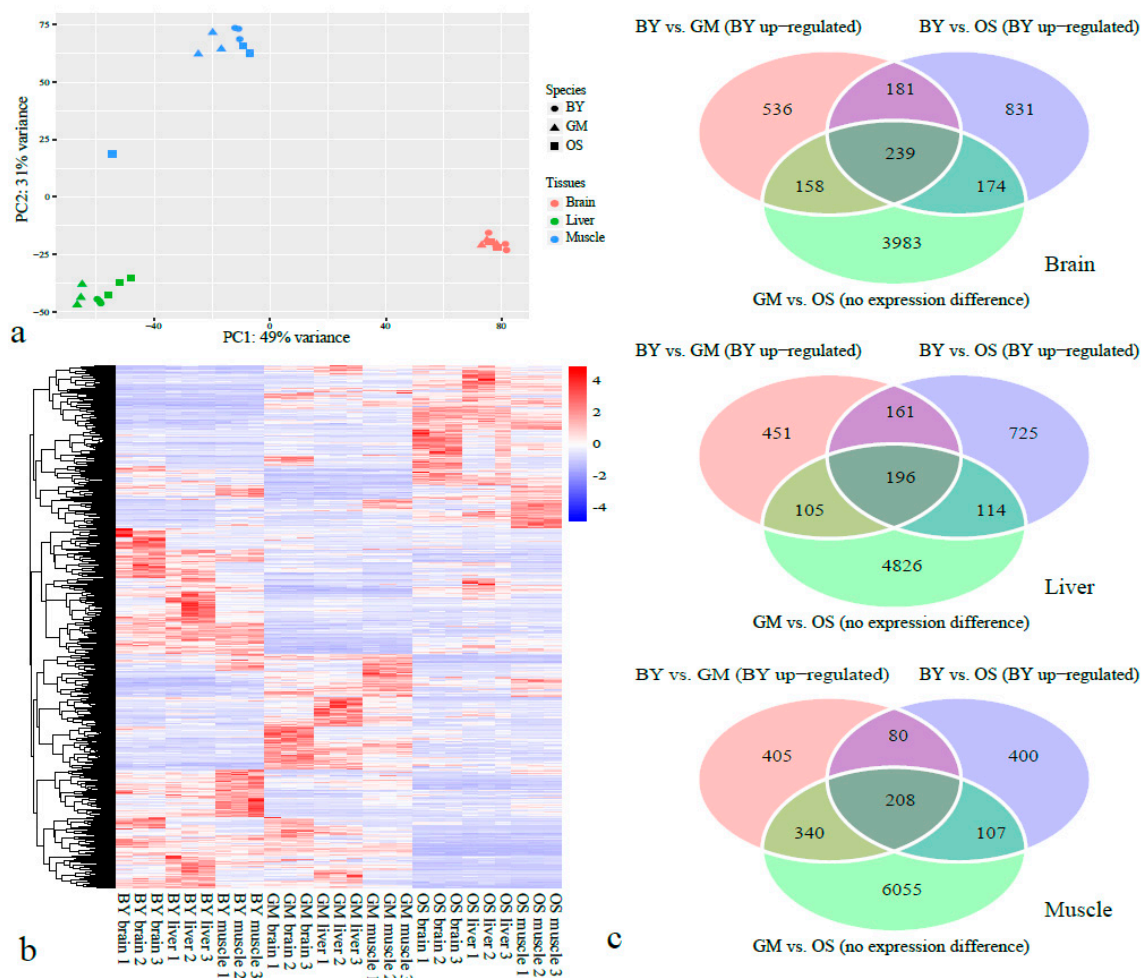 75
50
25
0
−25
−50
−40
0
40
80
PC2: 31% variance
PC1: 49% variance
Species
BY
GM
OS
Tissues
Brain
Liver
Muscle
a
4
2
0
−2
−4
BY brain 1
BY brain 2
BY brain 3
BY liver 1
BY liver 2
BY liver 3
BY muscle 1
BY muscle 2
BY muscle 3
GM brain 1
GM brain 2
GM brain 3
GM liver 1
GM liver 2
GM liver 3
GM muscle 1
GM muscle 2
GM muscle 3
OS brain 1
OS brain 2
OS brain 3
OS liver 1
OS liver 2
OS liver 3
OS muscle 1
OS muscle 2
OS muscle 3
b
BY vs. GM (BY up−regulated)
BY vs. OS (BY up−regulated)
536
181
831
239
158
174
3983
Brain
GM vs. OS (no expression difference)
BY vs. GM (BY up−regulated)
BY vs. OS (BY up−regulated)
451
161
725
196
105
114
4826
Liver
GM vs. OS (no expression difference)
BY vs. GM (BY up−regulated)
BY vs. OS (BY up−regulated)
405
80
400
208
340
107
6055
Muscle
GM vs. OS (no expression difference)
c